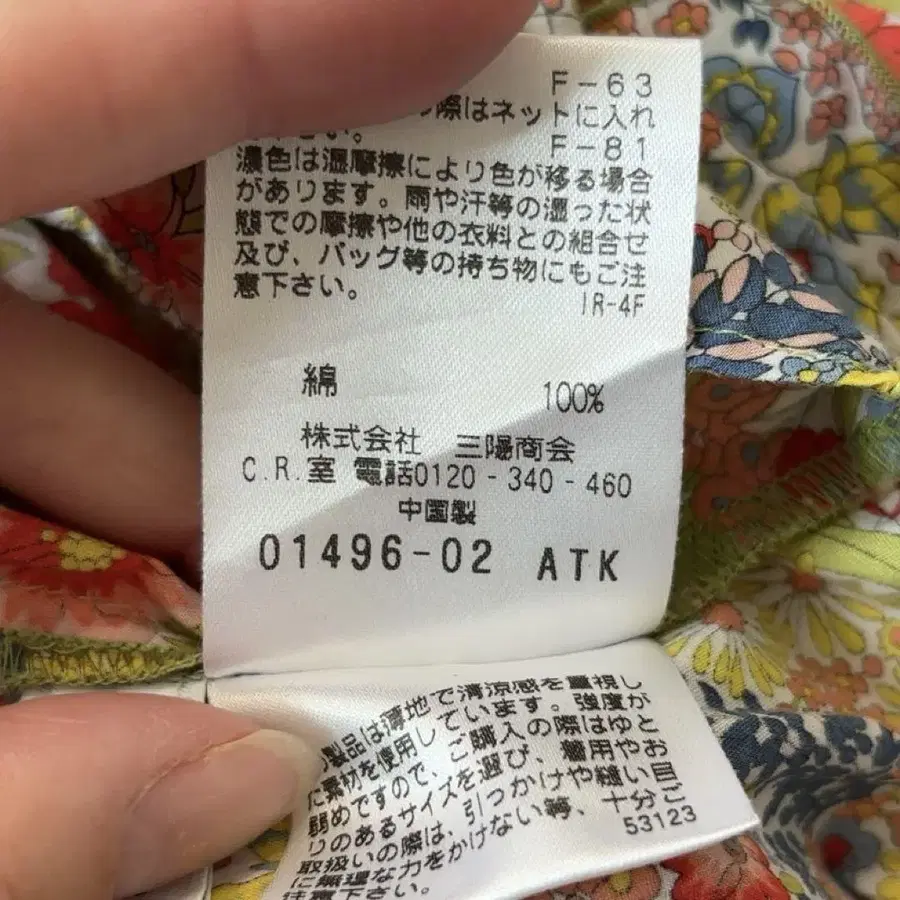 F-63
際はネットに入れ
さい。
F-81
濃色は湿摩擦により色が移る場合
があります。雨や汗等の湿った状
態での摩擦や他の衣料との組合せ
及び、バッグ等の持ち物にもご注
意下さい。
IR-4F
綿 100%
株式会社 三陽商会
C.R.室 電話0120-340-460
中国製
01496-02 ATK
製品は薄地で清涼感を重視し
た素材を使用しています。強度が
弱めですので、ご購入の際はゆと
りのあるサイズを選び、着用やお
取扱いの際は、引っかけや縫い目
に無理な力をかけない等、十分ご
注意下さい。
53123